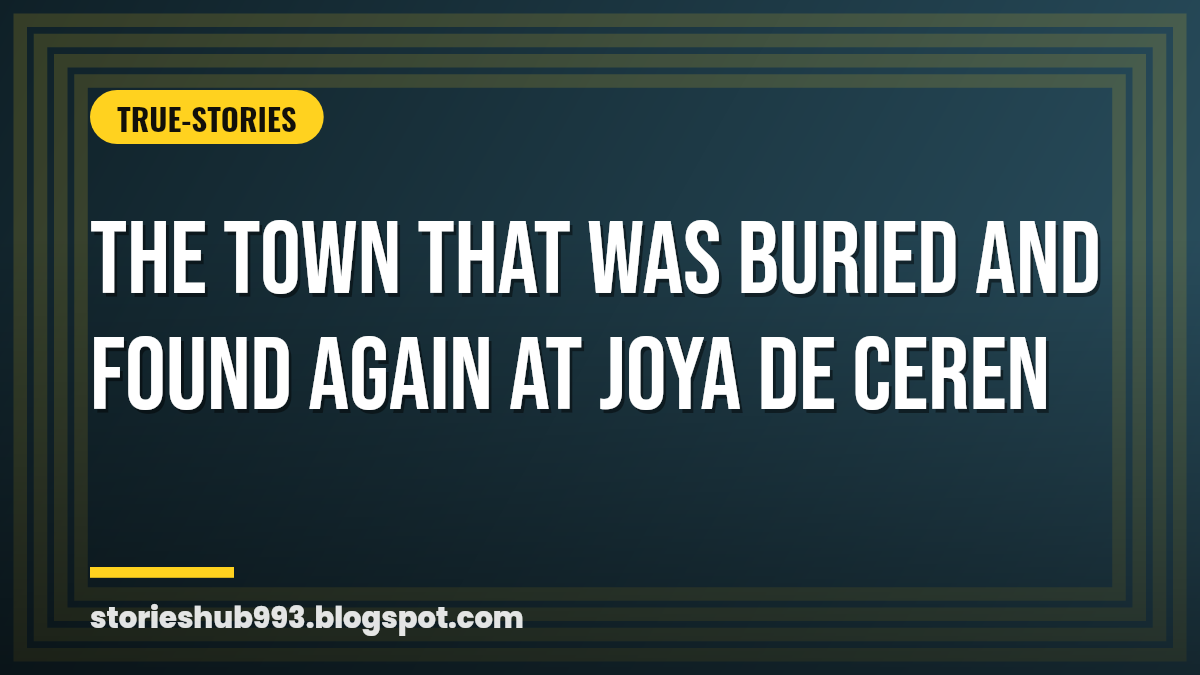 TRUE-STORIES
THE TOWN THAT WAS BURIED AND
FOUND AGAIN AT JOYA DE CEREN
storieshub993.blogspot.com